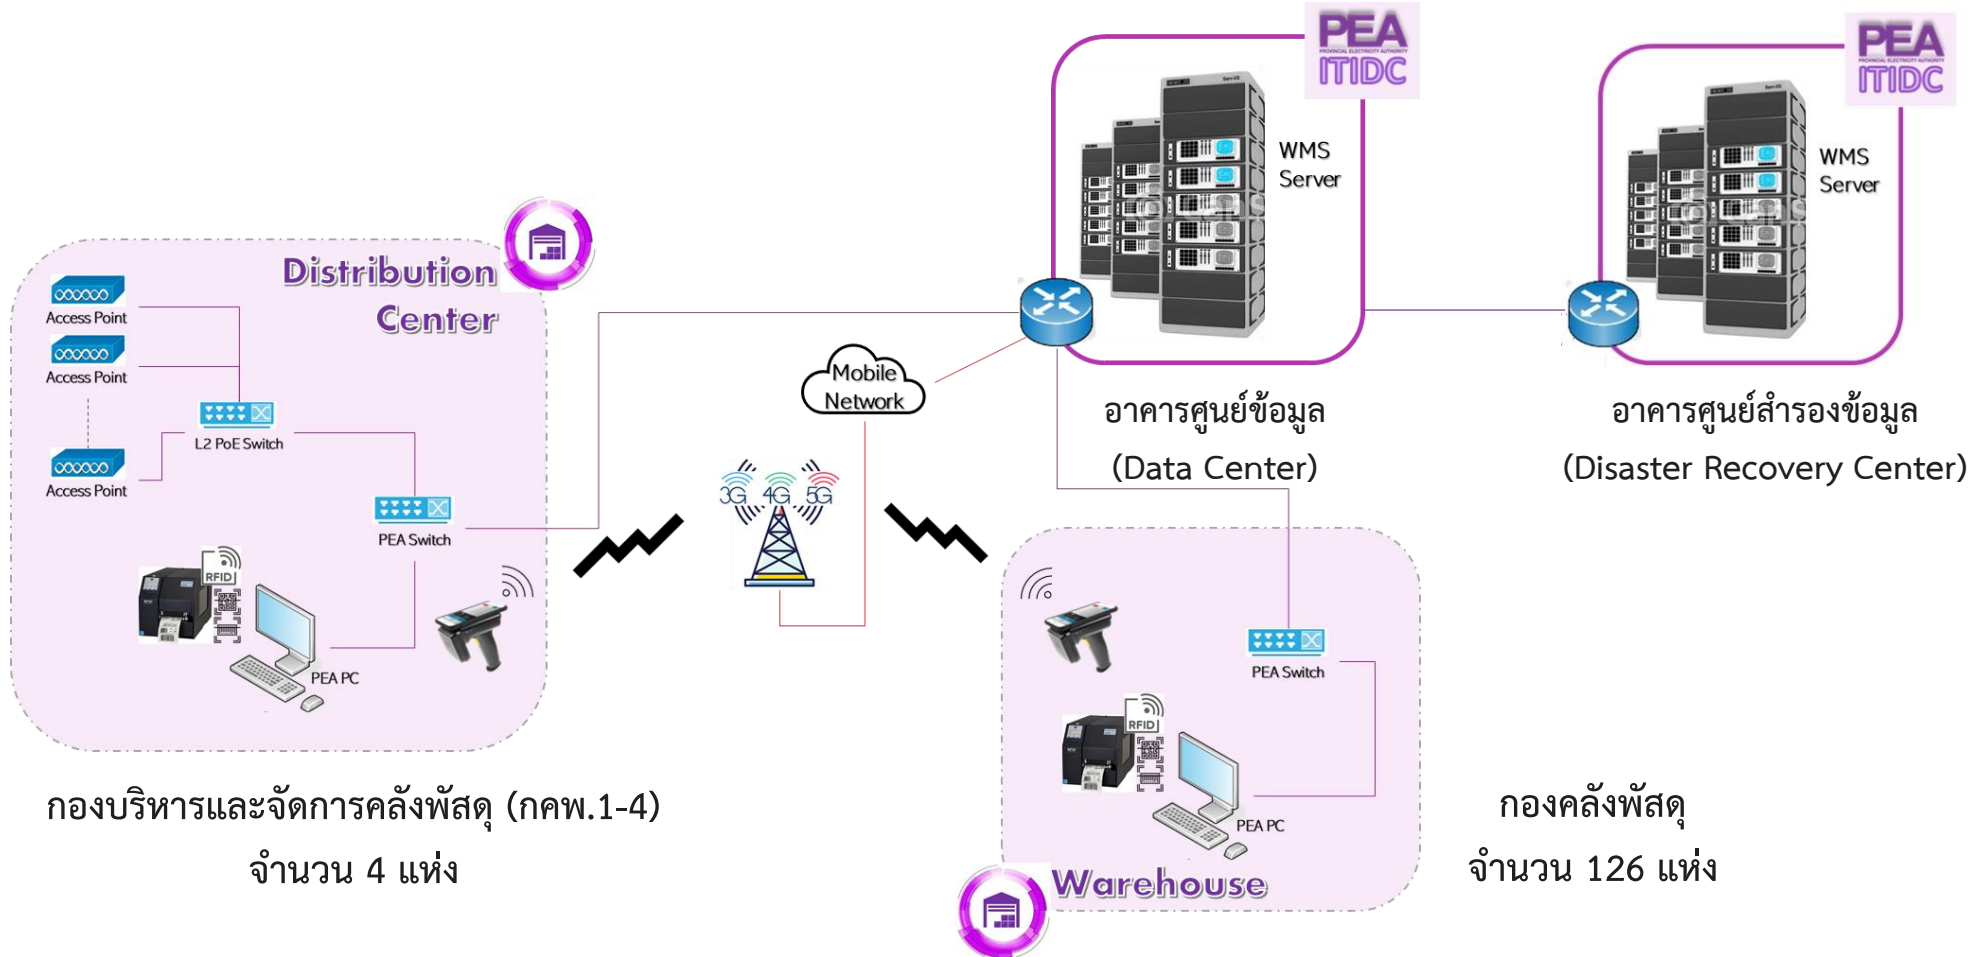 PEA
PROVINCIAL ELECTRICITY AUTHORITY
ITIDC
PEA
PROVINCIAL ELECTRICITY AUTHORITY
ITIDC
WMS
Server
WMS
Server
Distribution
Center
Access Point
Access Point
L2 PoE Switch
Access Point
PEA Switch
RFID
PEA PC
Mobile
Network
3G 4G 5G
อาคารศูนย์ข้อมูล
(Data Center)
อาคารศูนย์สำรองข้อมูล
(Disaster Recovery Center)
PEA Switch
RFID
PEA PC
Warehouse
กองบริหารและจัดการคลังพัสดุ (กคพ.1-4)
จำนวน 4 แห่ง
กองคลังพัสดุ
จำนวน 126 แห่ง